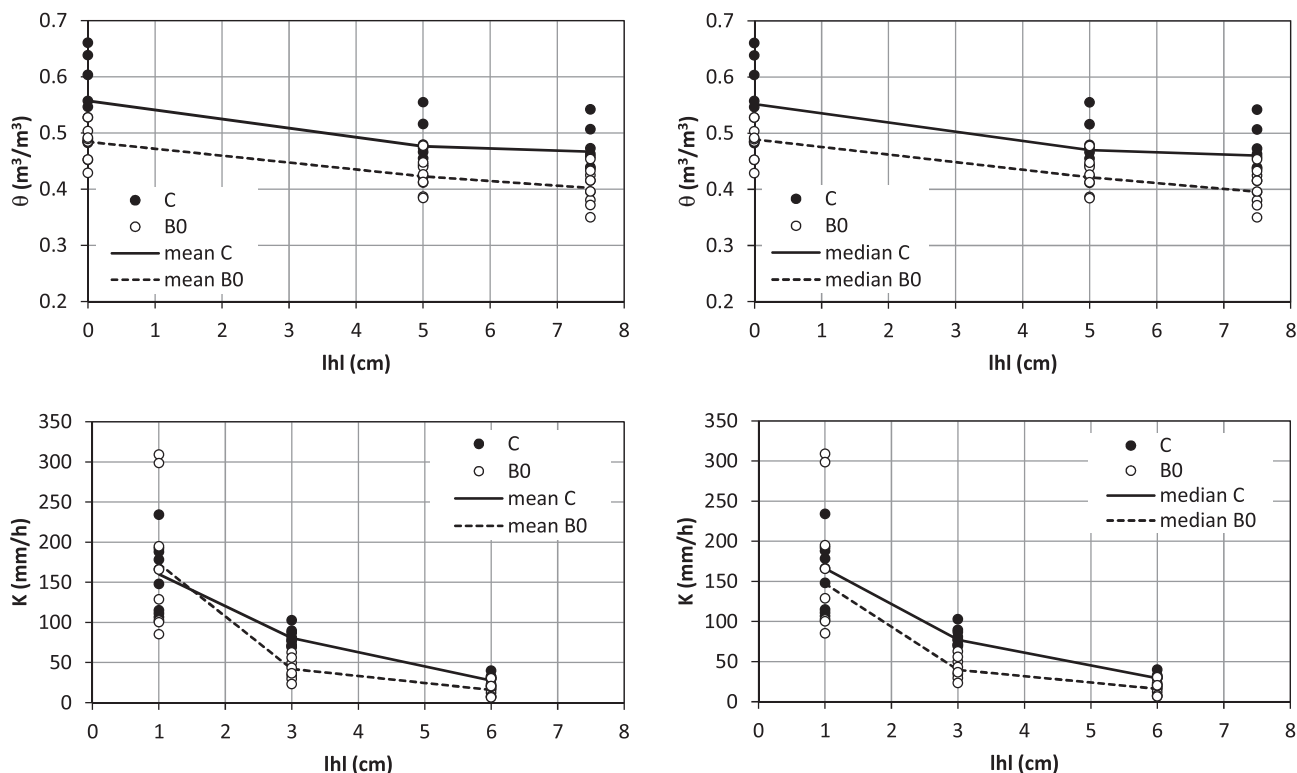 0.7
0.6
0.5
0.4
0.3
0.2
θ (m³/m³)
C
B0
mean C
mean B0
0 1 2 3 4 5 6 7 8
lhl (cm)
0.7
0.6
0.5
0.4
0.3
0.2
θ (m³/m³)
C
B0
median C
median B0
0 1 2 3 4 5 6 7 8
lhl (cm)
350
300
250
200
150
100
50
0
K (mm/h)
C
B0
mean C
mean B0
0 1 2 3 4 5 6 7 8
lhl (cm)
350
300
250
200
150
100
50
0
K (mm/h)
C
B0
median C
median B0
0 1 2 3 4 5 6 7 8
lhl (cm)